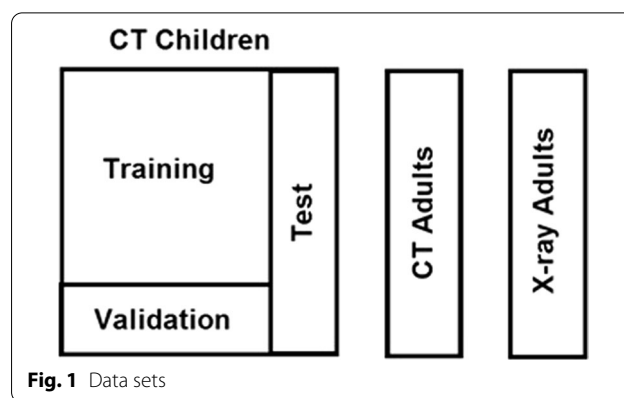 CT Children
Training
Validation
Test
CT Adults
X-ray Adults
Fig. 1 Data sets